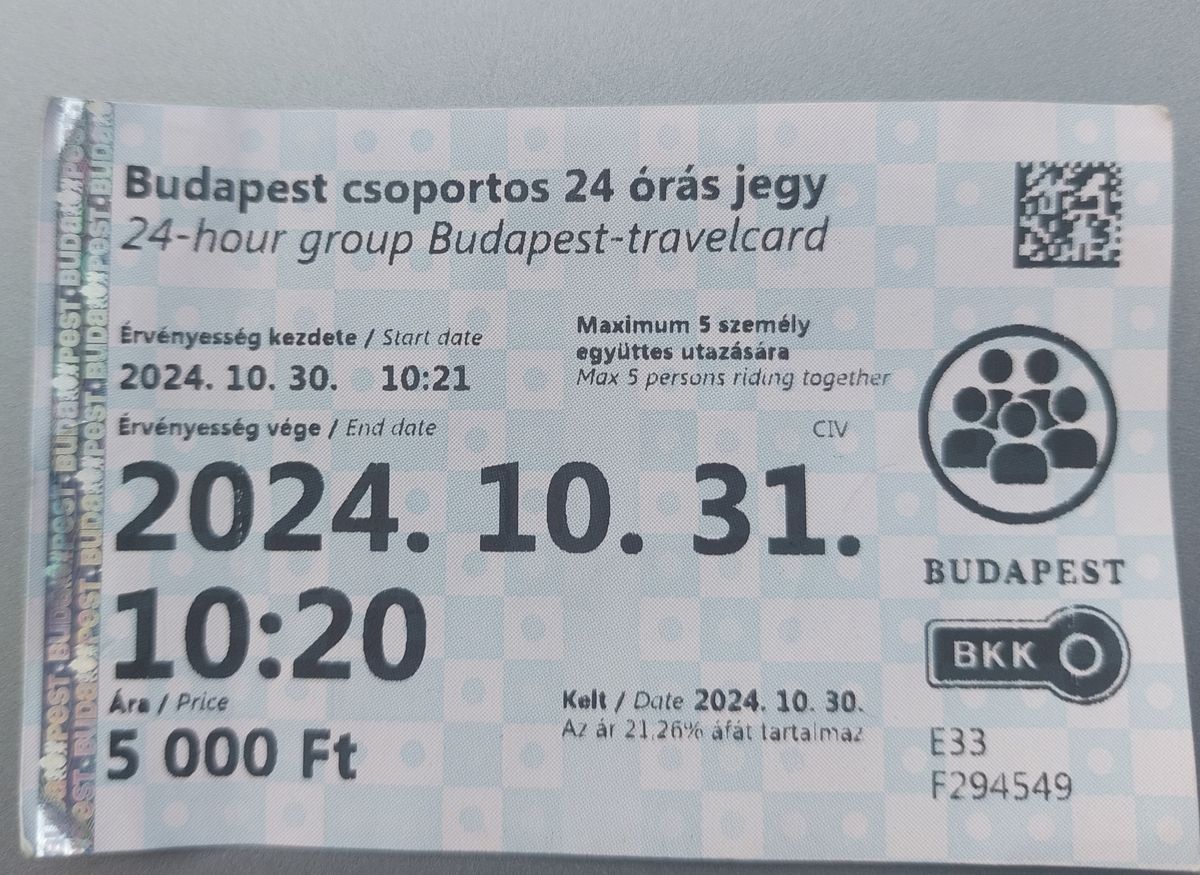 Budapest csoportos 24 órás jegy
24-hour group Budapest-travelcard
Érvényesség kezdete / Start date
2024. 10. 30. 10:21
Maximum 5 személy
együttes utazására
Max 5 persons riding together
Érvényesség vége / End date
CIV
2024. 10. 31.
10:20
Ára / Price
5 000 Ft
Kelt / Date 2024. 10. 30.
Az ár 21,26% áfát tartalmaz
BUDAPEST
BKK
E33
F294549